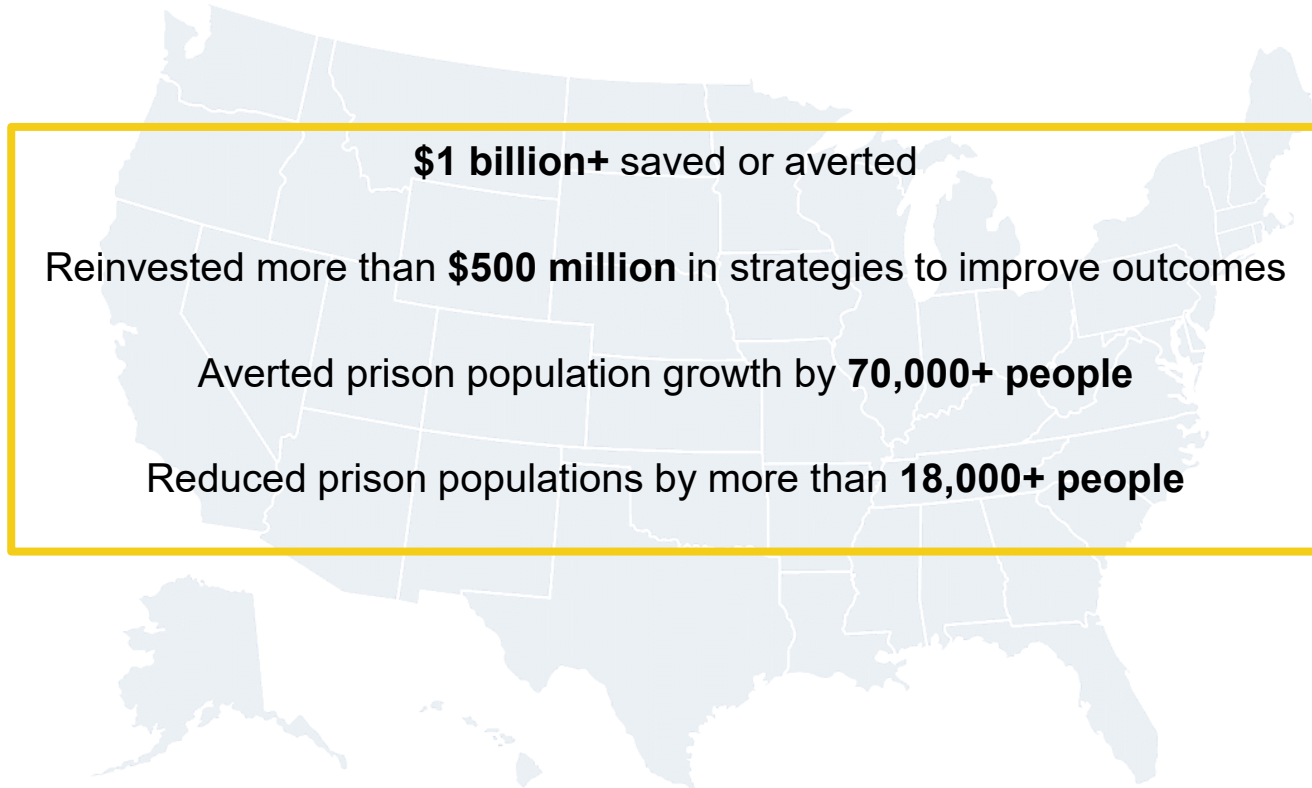 $1 billion+ saved or averted
Reinvested more than $500 million in strategies to improve outcomes
Averted prison population growth by 70,000+ people
Reduced prison populations by more than 18,000+ people